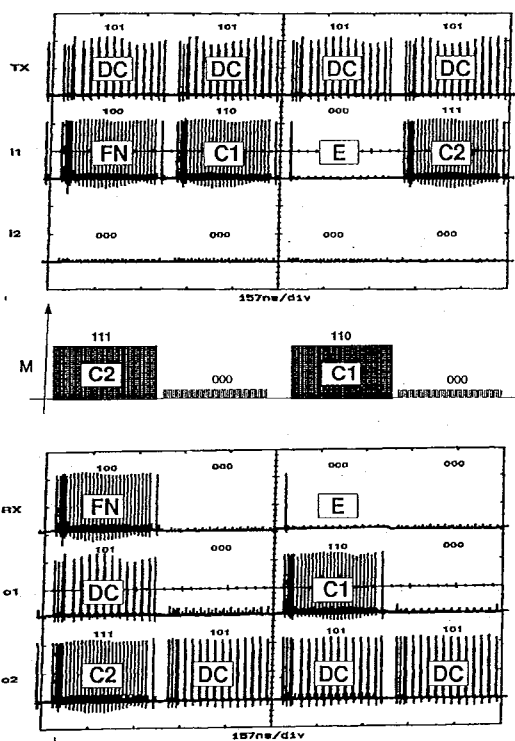 101 101 101 101
TX DC DC DC DC
100 110 000 111
i1 FN C1 E C2
i2 000 000 000 000
157ns/div
111 110
M C2 000 C1 000
100 000 000 000
RX FN E
101 000 110 000
o1 DC C1
111 101 101 101
o2 C2 DC DC DC
157ns/div